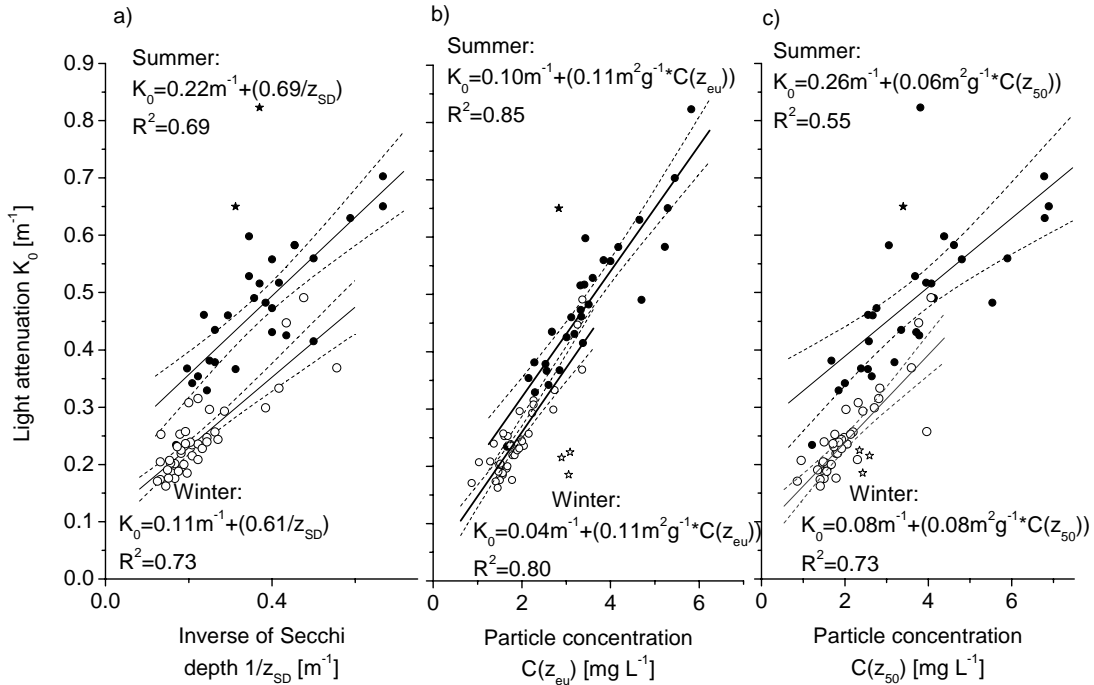 a)
Summer:
K₀=0.22m⁻¹+(0.69/z_SD)
R²=0.69
Winter:
K₀=0.11m⁻¹+(0.61/z_SD)
R²=0.73
b)
Summer:
K₀=0.10m⁻¹+(0.11m²g⁻¹*C(z_eu))
R²=0.85
Winter:
K₀=0.04m⁻¹+(0.11m²g⁻¹*C(z_eu))
R²=0.80
c)
Summer:
K₀=0.26m⁻¹+(0.06m²g⁻¹*C(z₅₀))
R²=0.55
Winter:
K₀=0.08m⁻¹+(0.08m²g⁻¹*C(z₅₀))
R²=0.73
Light attenuation K₀ [m⁻¹]
0.9
0.8
0.7
0.6
0.5
0.4
0.3
0.2
0.1
0.0
0.0 0.4
0 2 4 6
0 2 4 6
Inverse of Secchi
depth 1/z_SD [m⁻¹]
Particle concentration
C(z_eu) [mg L⁻¹]
Particle concentration
C(z₅₀) [mg L⁻¹]